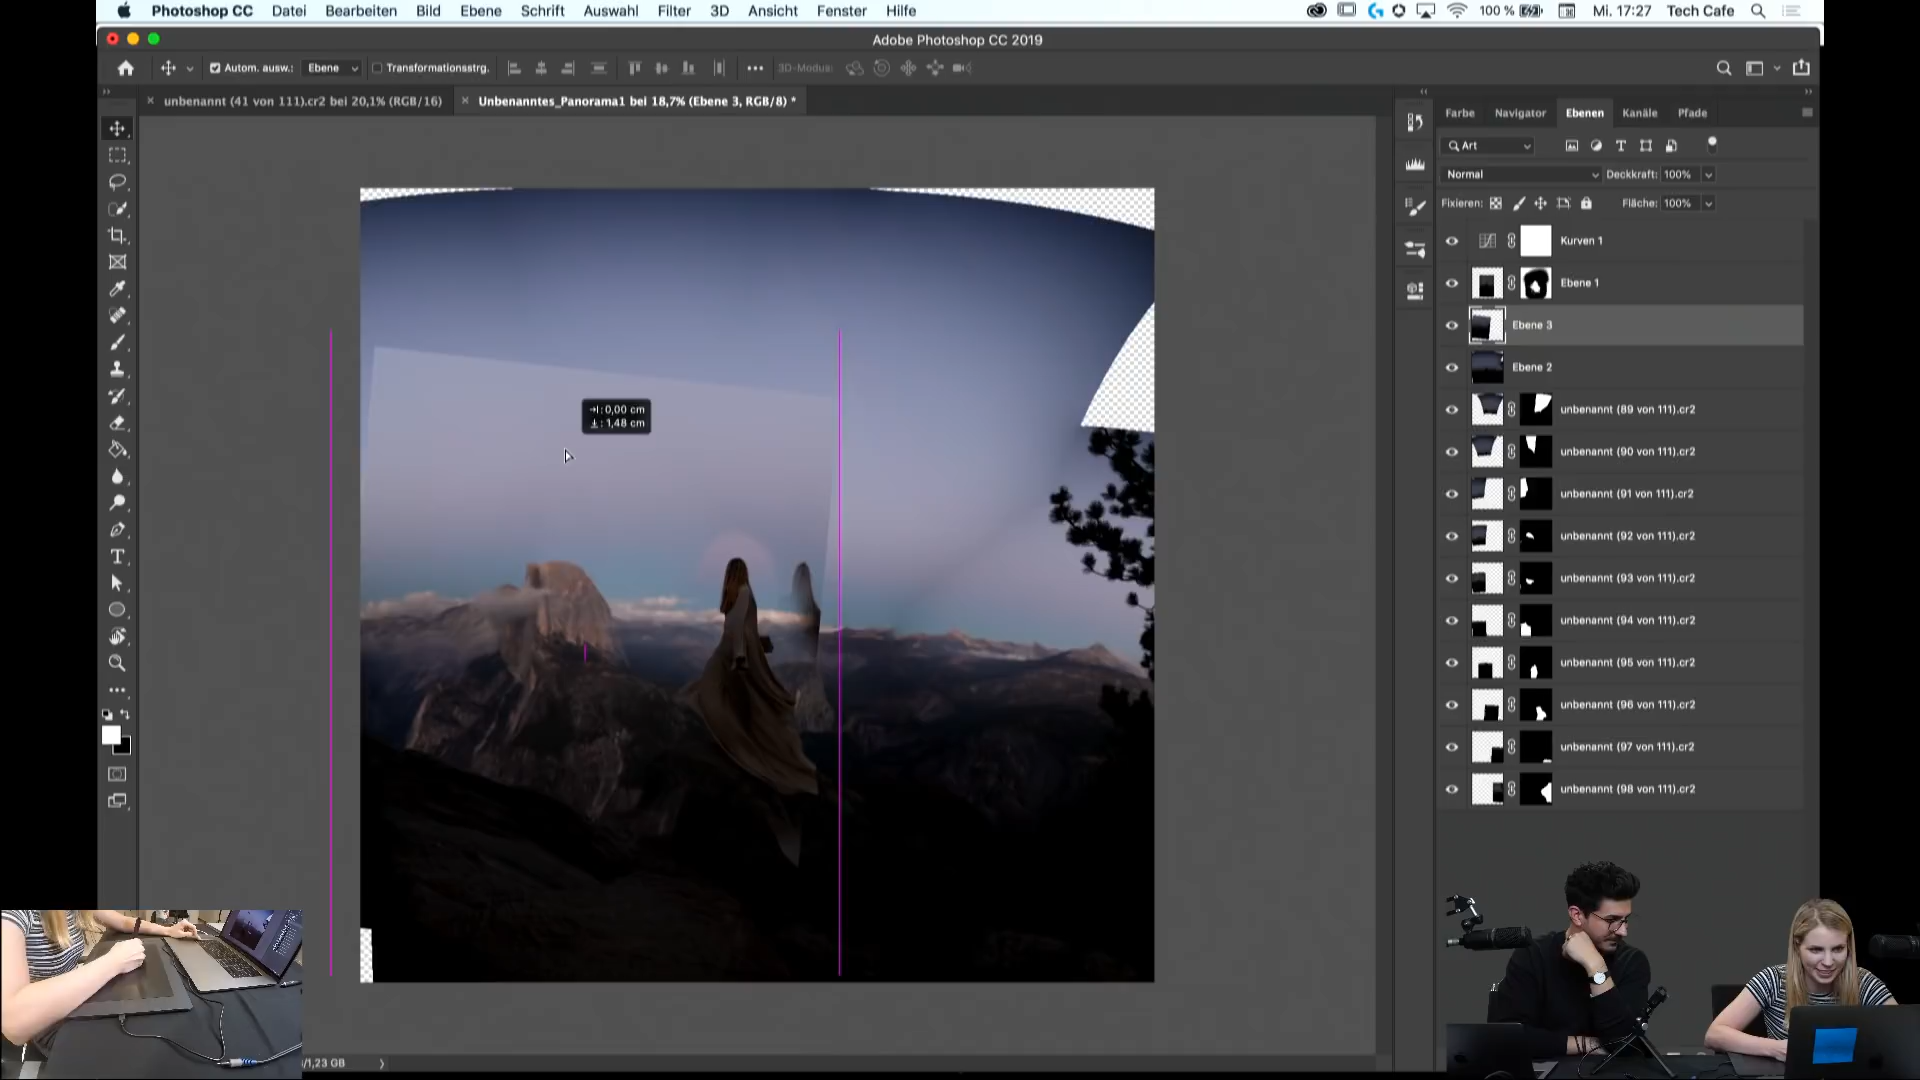 Photoshop CC Datei Bearbeiten Bild Ebene Schrift Auswahl Filter 3D Ansicht Fenster Hilfe 100 % Mi. 17:27 Tech Cafe
Adobe Photoshop CC 2019
Autom. ausw.: Ebene Transformationsstrg. 3D-Modus:
unbenannt (41 von 111).cr2 bei 20,1% (RGB/16) Unbenanntes_Panorama1 bei 18,7% (Ebene 3, RGB/8) *
Farbe Navigator Ebenen Kanäle Pfade
Art
Normal Deckkraft: 100%
Fixieren: Fläche: 100%
Kurven 1
Ebene 1
Ebene 3
Ebene 2
unbenannt (89 von 111).cr2
unbenannt (90 von 111).cr2
unbenannt (91 von 111).cr2
unbenannt (92 von 111).cr2
unbenannt (93 von 111).cr2
unbenannt (94 von 111).cr2
unbenannt (95 von 111).cr2
unbenannt (96 von 111).cr2
unbenannt (97 von 111).cr2
unbenannt (98 von 111).cr2
: 0,00 cm
: 1,48 cm
/1,23 GB